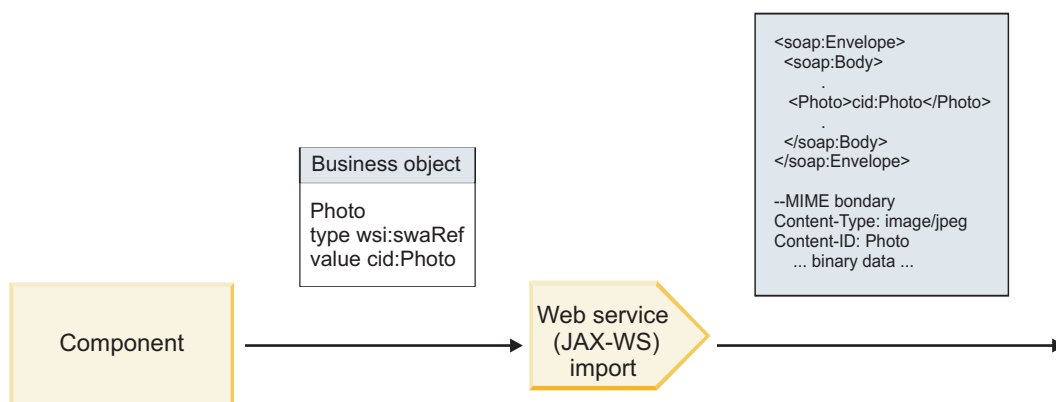 <soap:Envelope>
<soap:Body>
.
<Photo>cid:Photo</Photo>
.
</soap:Body>
</soap:Envelope>
--MIME bondary
Content-Type: image/jpeg
Content-ID: Photo
... binary data ...
Business object
Photo
type wsi:swaRef
value cid:Photo
Component
Web service
(JAX-WS)
import